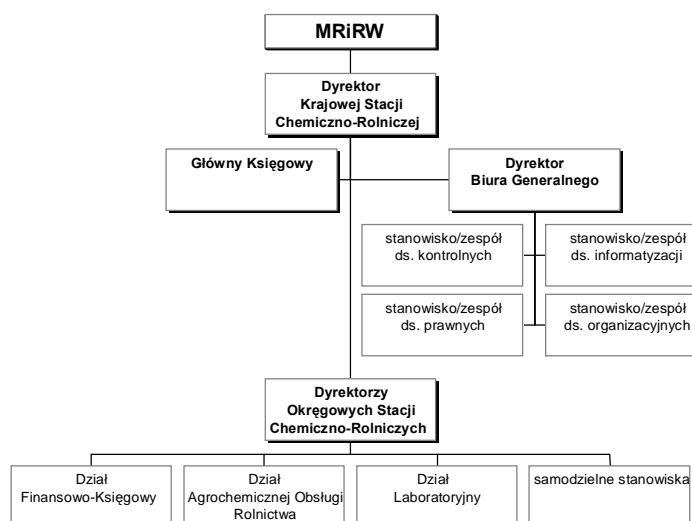 MRiRW
Dyrektor
Krajowej Stacji
Chemiczno-Rolniczej
Główny Księgowy
Dyrektor
Biura Generalnego
stanowisko/zespół
ds. kontrolnych
stanowisko/zespół
ds. informatyzacji
stanowisko/zespół
ds. prawnych
stanowisko/zespół
ds. organizacyjnych
Dyrektorzy
Okręgowych Stacji
Chemiczno-Rolniczych
Dział
Finansowo-Księgowy
Dział
Agrochemicznej Obsługi
Rolnictwa
Dział
Laboratoryjny
samodzielne stanowiska